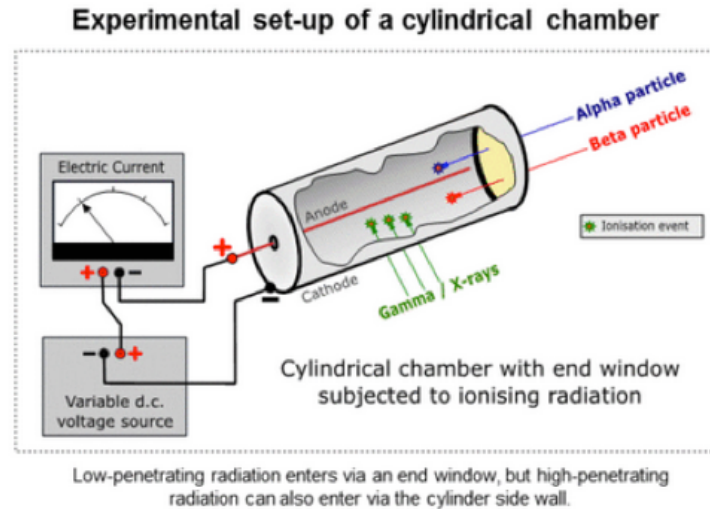 Experimental set-up of a cylindrical chamber
Alpha particle
Beta particle
Electric Current
Anode
Ionisation event
+
+ −
−
Cathode
Gamma / X-rays
− +
Variable d.c.
voltage source
Cylindrical chamber with end window
subjected to ionising radiation
Low-penetrating radiation enters via an end window, but high-penetrating
radiation can also enter via the cylinder side wall.